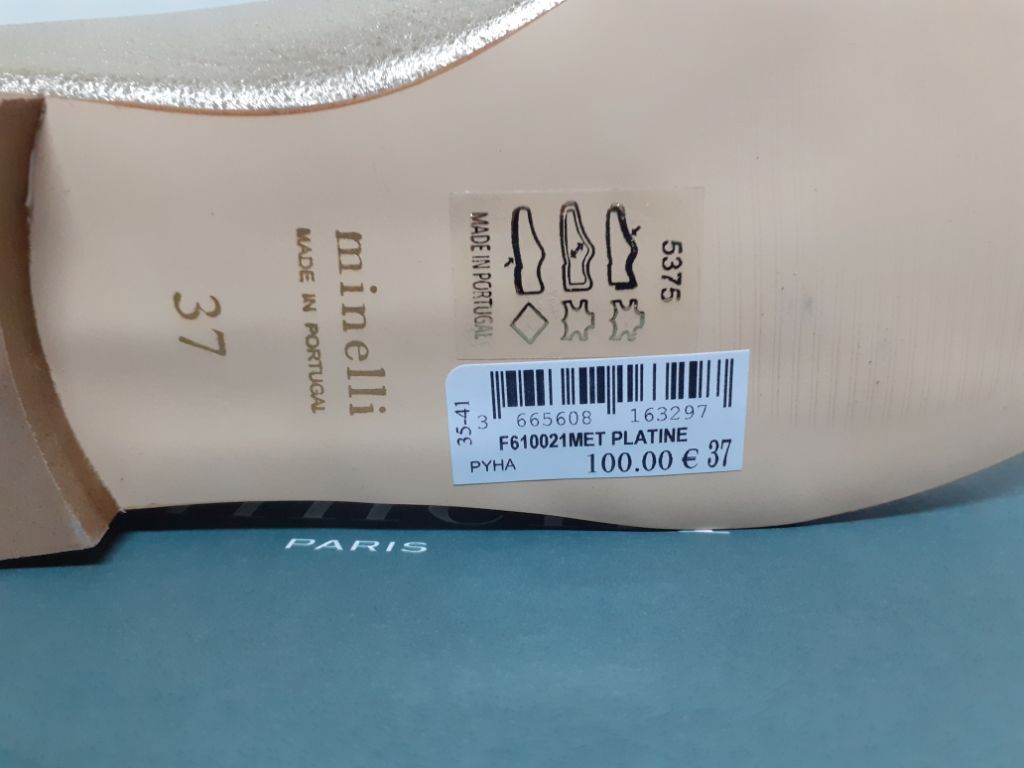 37
minelli
MADE IN PORTUGAL
5375
MADE IN PORTUGAL
35-41
3 665608 163297
F610021MET PLATINE
PYHA 100.00 € 37
PARIS